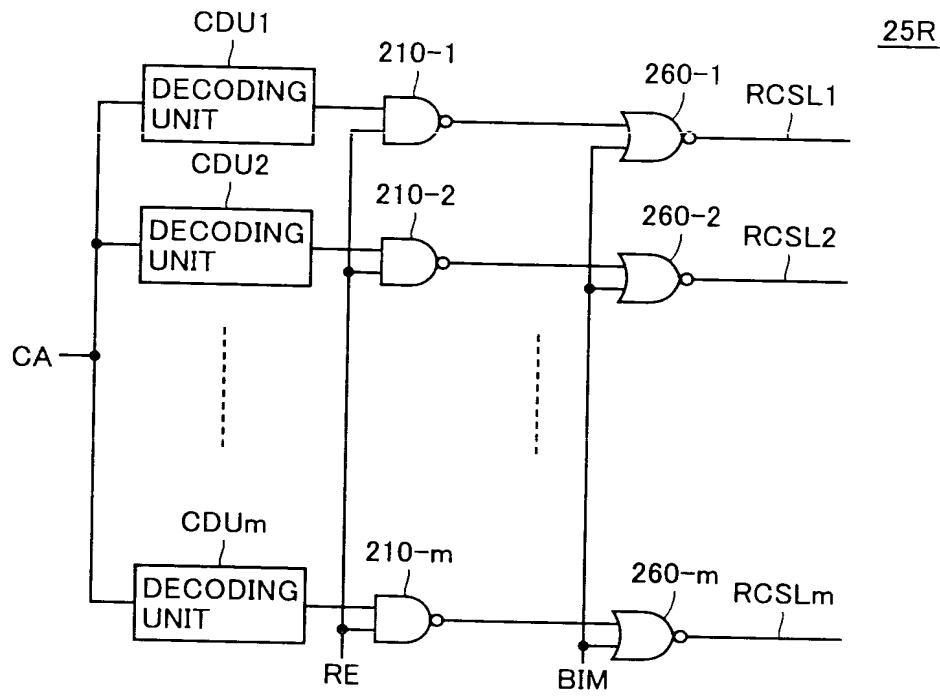 25R
CDU1
210-1
260-1
RCSL1
DECODING
UNIT
CDU2
210-2
260-2
RCSL2
DECODING
UNIT
CA
CDUm
210-m
260-m
RCSLm
DECODING
UNIT
RE
BIM